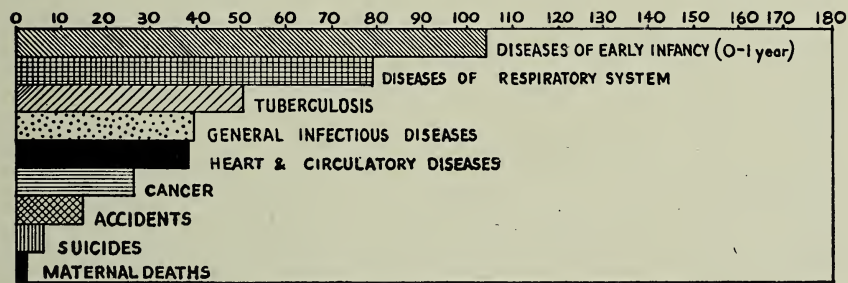 0 10 20 30 40 50 60 70 80 90 100 110 120 130 140 150 160 170 180
DISEASES OF EARLY INFANCY (0-1 year)
DISEASES OF RESPIRATORY SYSTEM
TUBERCULOSIS
GENERAL INFECTIOUS DISEASES
HEART & CIRCULATORY DISEASES
CANCER
ACCIDENTS
SUICIDES
MATERNAL DEATHS